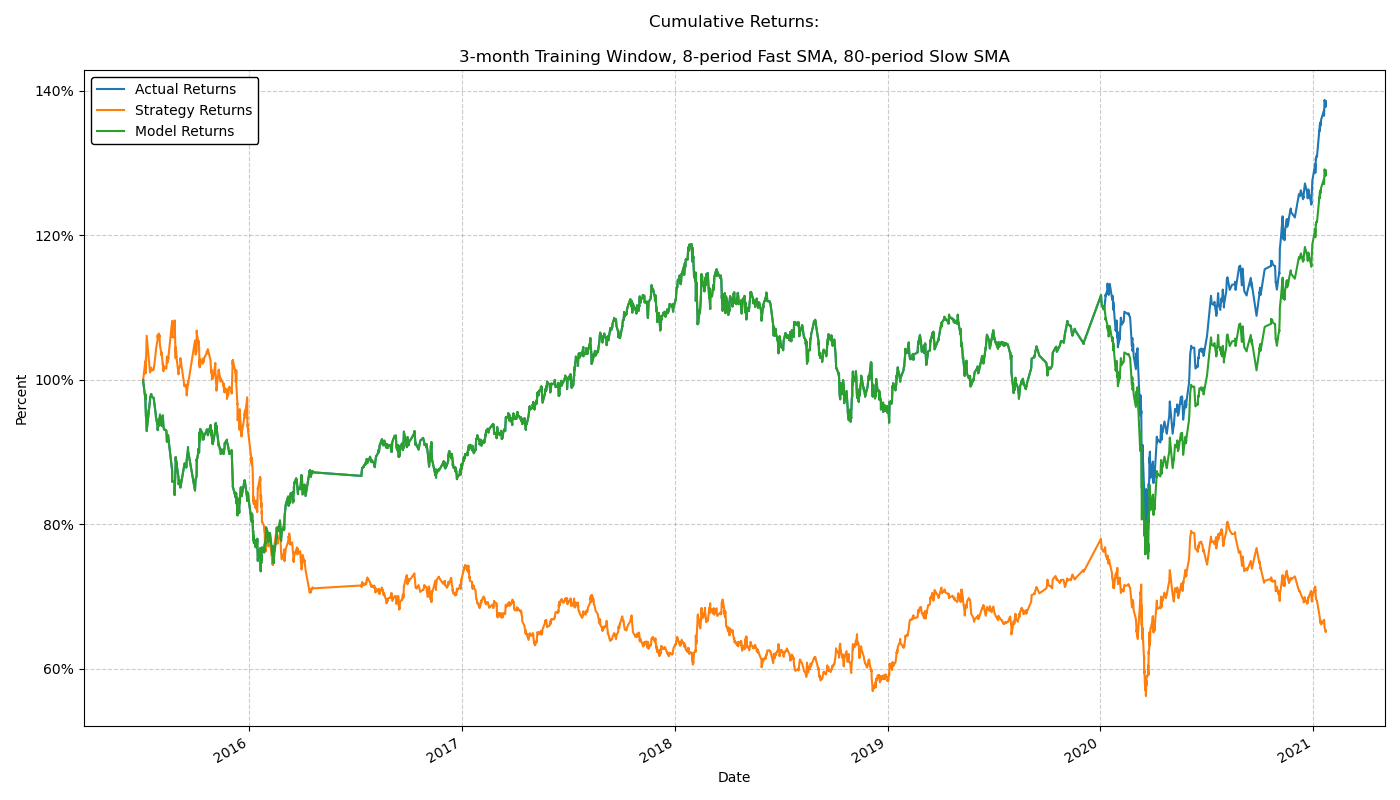 Cumulative Returns:
3-month Training Window, 8-period Fast SMA, 80-period Slow SMA
Actual Returns
Strategy Returns
Model Returns
140%
120%
100%
80%
60%
Percent
2016
2017
2018
2019
2020
2021
Date